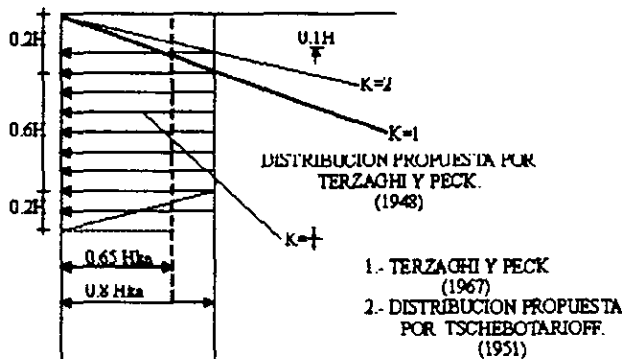 0.2H
0.1H
K=2
0.6H
K=1
DISTRIBUCION PROPUESTA POR
TERZAGHI Y PECK.
(1948)
0.2H
0.65 Hka
0.8 Hka
1.- TERZAGHI Y PECK
(1967)
2.- DISTRIBUCION PROPUESTA
POR TSCHEBOTARIOFF.
(1951)